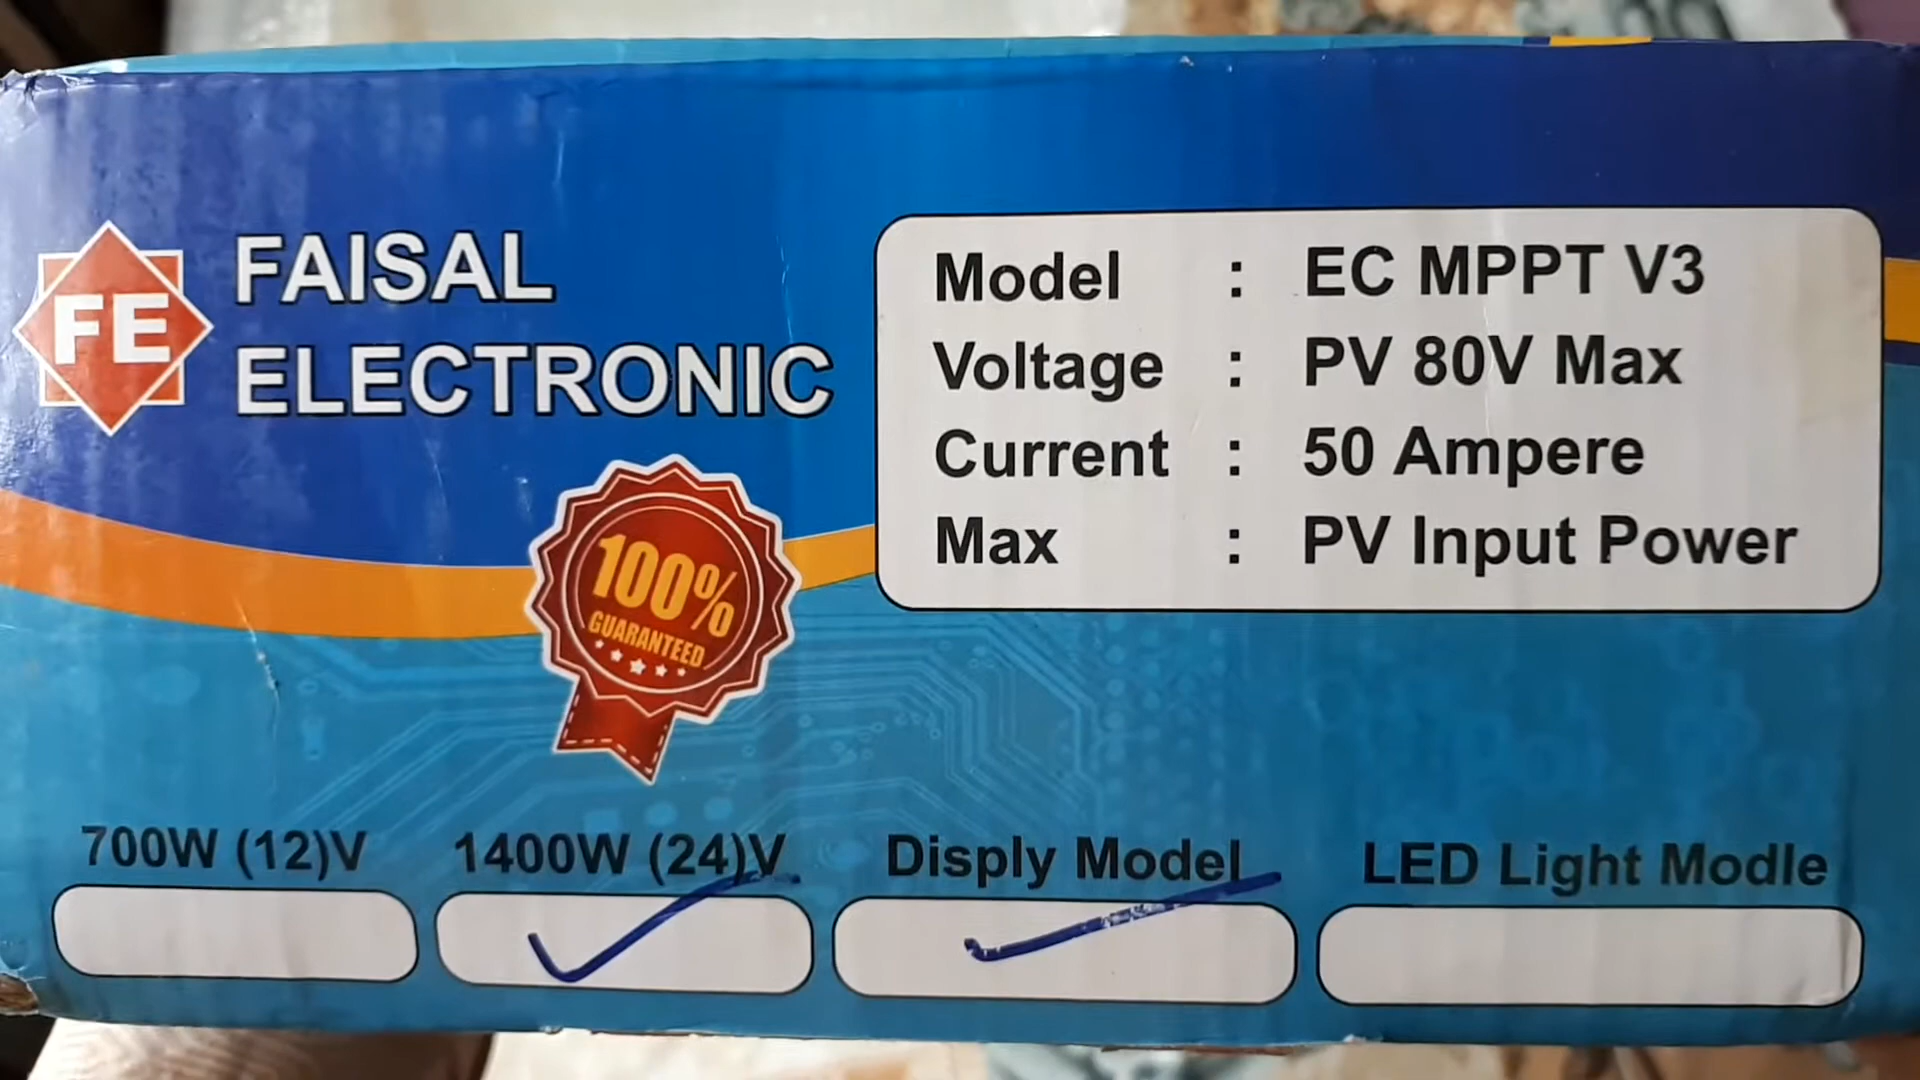 FE
FAISAL
ELECTRONIC
Model : EC MPPT V3
Voltage : PV 80V Max
Current : 50 Ampere
Max : PV Input Power
100%
GUARANTEED
700W (12)V
1400W (24)V
Disply Model
LED Light Modle